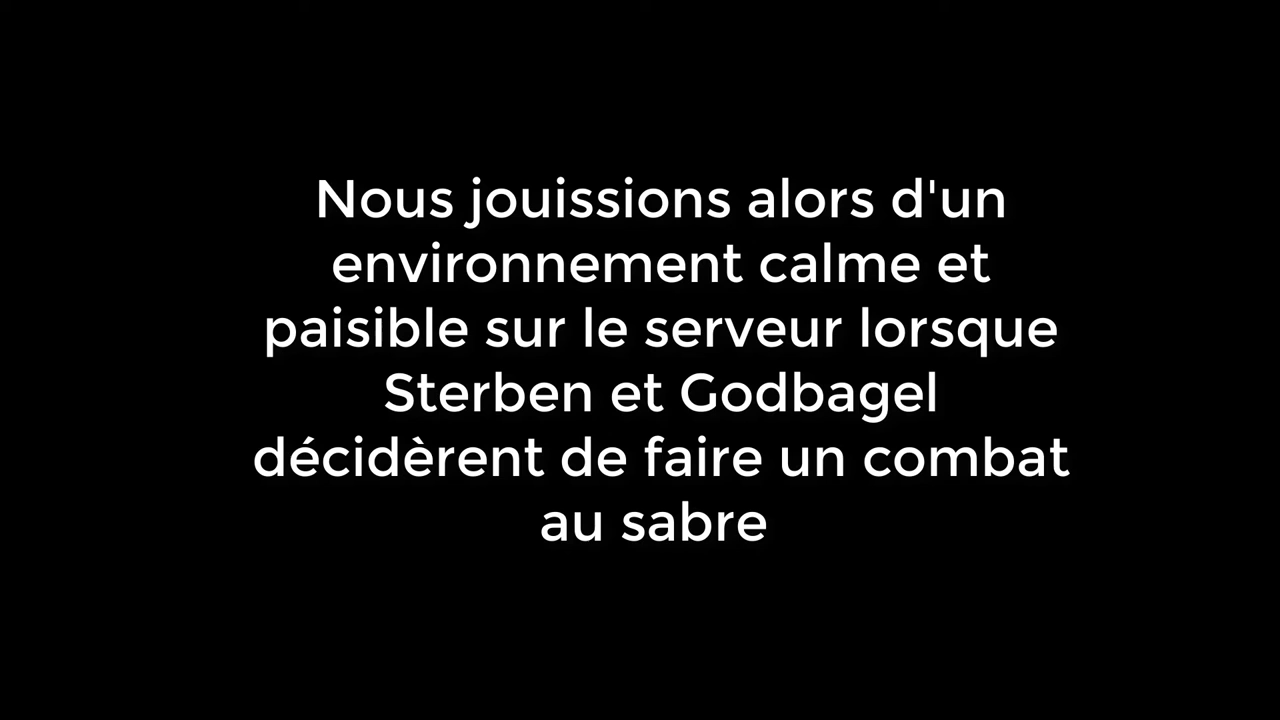 Nous jouissions alors d'un
environnement calme et
paisible sur le serveur lorsque
Sterben et Godbagel
décidèrent de faire un combat
au sabre